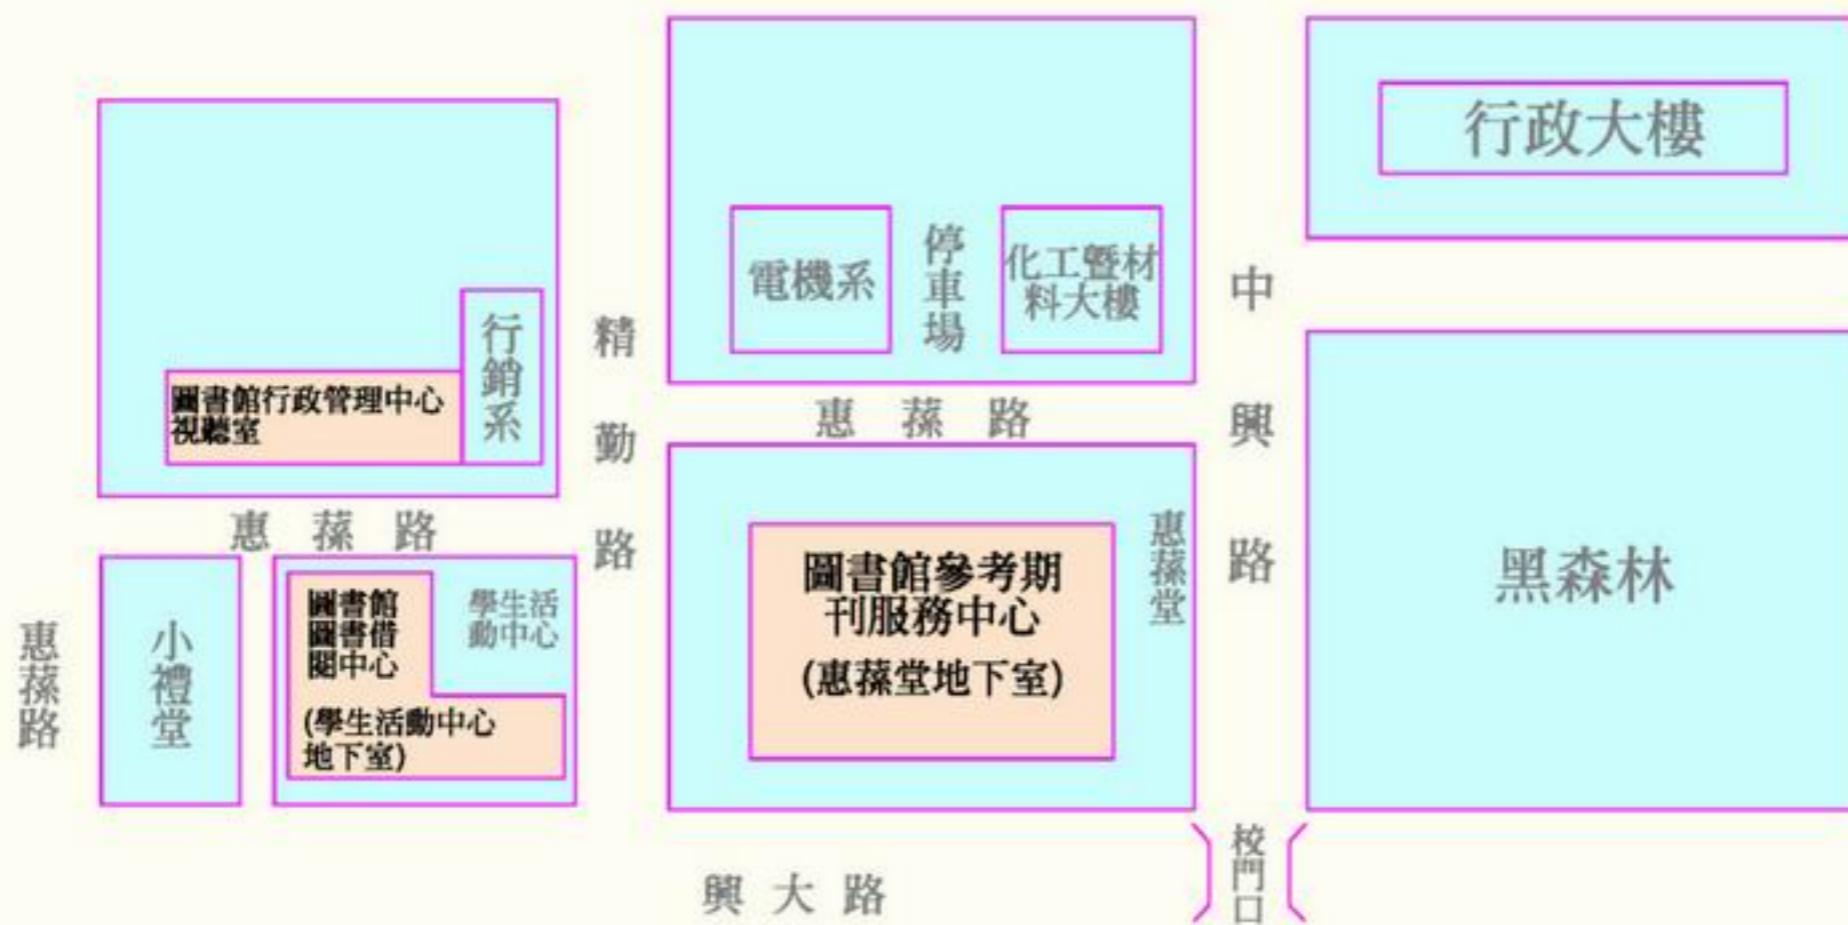 行政大樓
電機系
停車場
化工暨材
料大樓
中興路
精勤路
行銷系
圖書館行政管理中心
視聽室
惠蓀路
惠蓀路
惠蓀路
小禮堂
圖書館
圖書借
閱中心
(學生活動中心
地下室)
學生活
動中心
圖書館參考期
刊服務中心
(惠蓀堂地下室)
惠蓀堂
黑森林
校門口
興大路